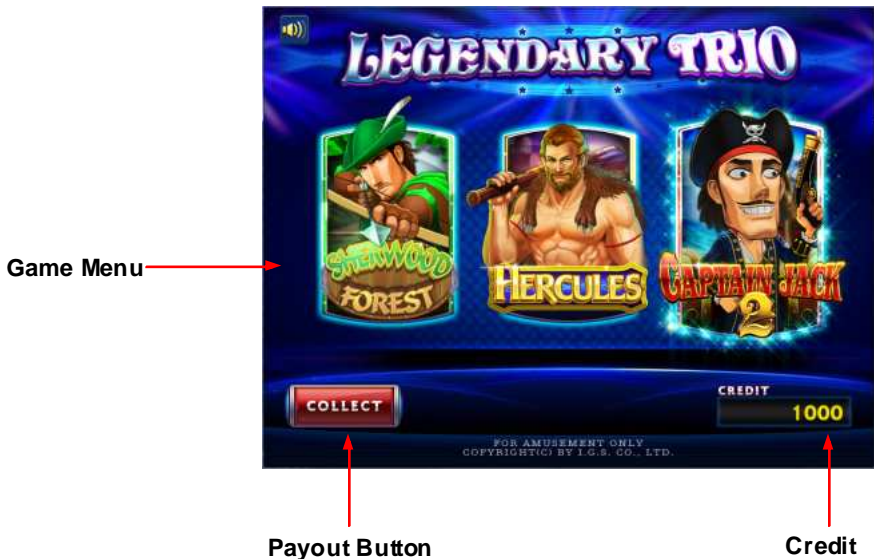 LEGENDARY TRIO
SHERWOOD
FOREST
HERCULES
CAPTAIN JACK
2
Game Menu
COLLECT
CREDIT
1000
FOR AMUSEMENT ONLY
COPYRIGHT(C) BY I.G.S. CO., LTD.
Payout Button
Credit